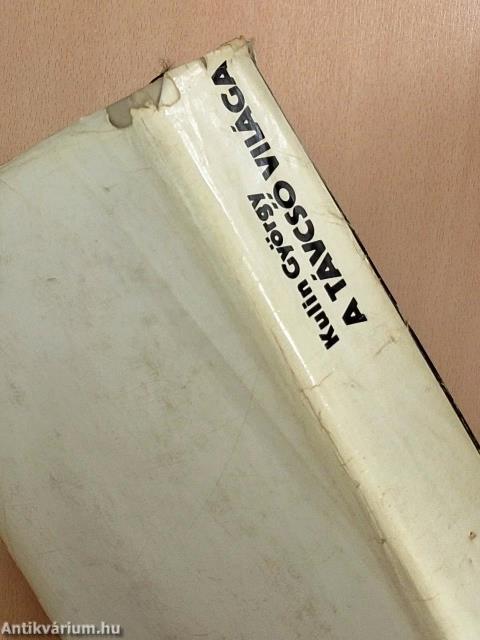 Kulin György
A TÁVCSŐ VILÁGA
Antikvárium.hu